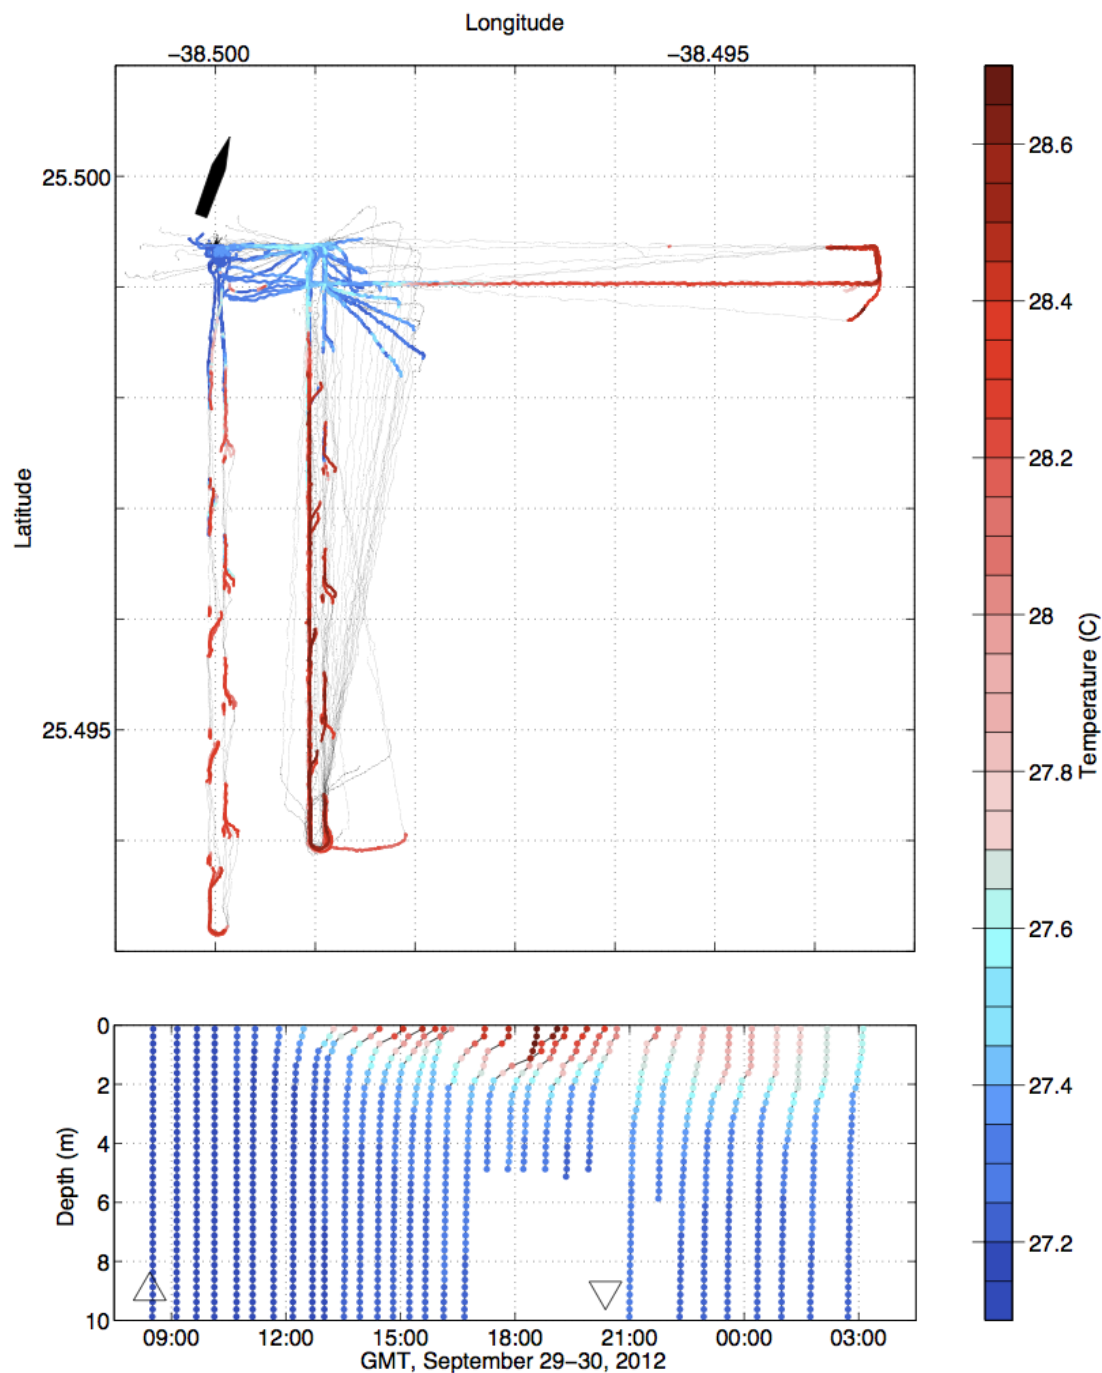 Longitude
−38.500 −38.495
25.500
25.495
Latitude
28.6
28.4
28.2
28
27.8
27.6
27.4
27.2
Temperature (C)
0
2
4
6
8
10
Depth (m)
09:00 12:00 15:00 18:00 21:00 00:00 03:00
GMT, September 29−30, 2012